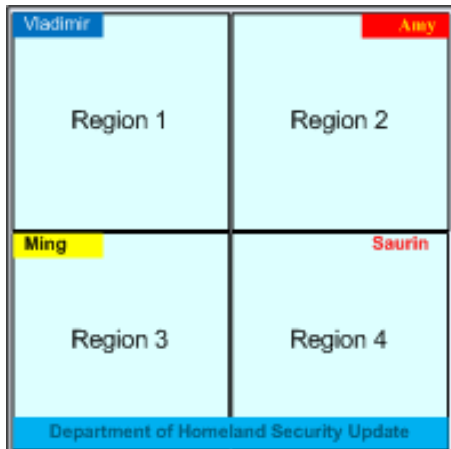 Vladimir
Amy
Region 1
Region 2
Ming
Saurin
Region 3
Region 4
Department of Homeland Security Update